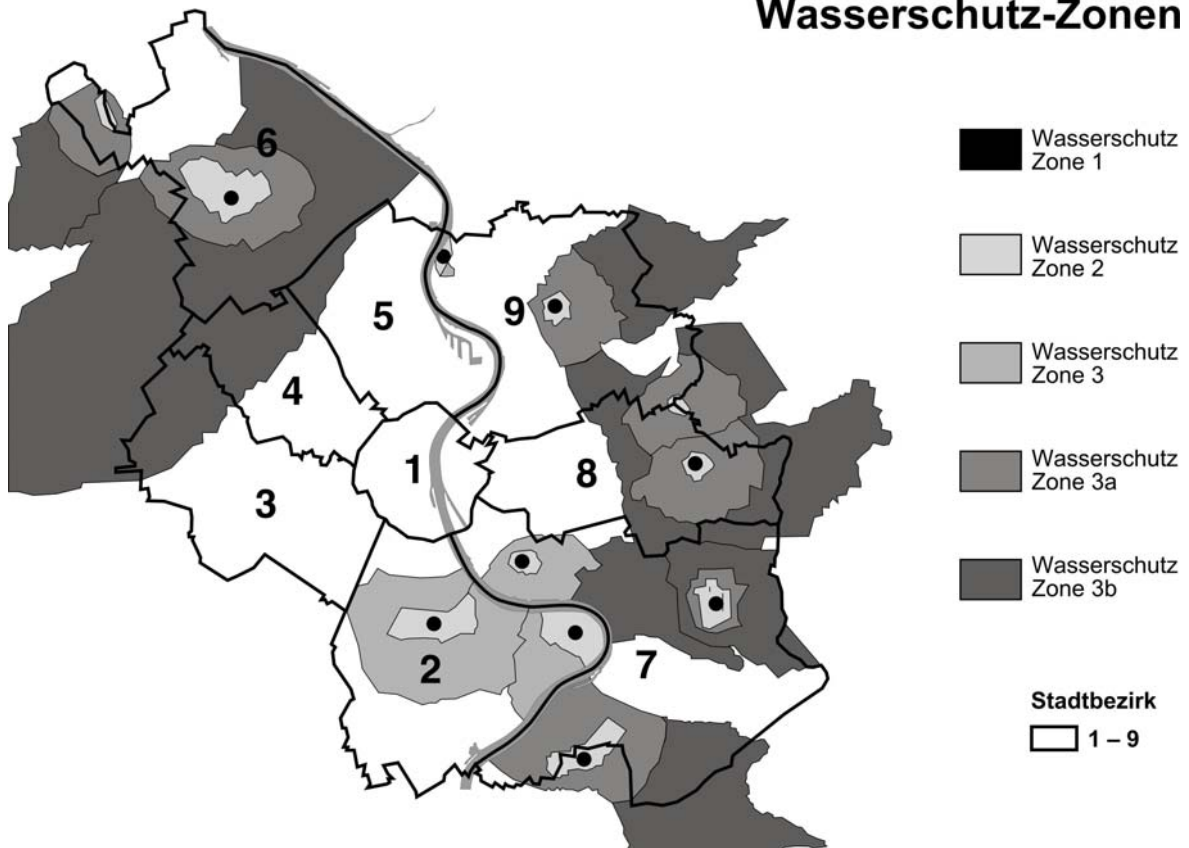 Wasserschutz-Zonen
6
5
9
4
1
8
3
2
7
Wasserschutz
Zone 1
Wasserschutz
Zone 2
Wasserschutz
Zone 3
Wasserschutz
Zone 3a
Wasserschutz
Zone 3b
Stadtbezirk
1 – 9